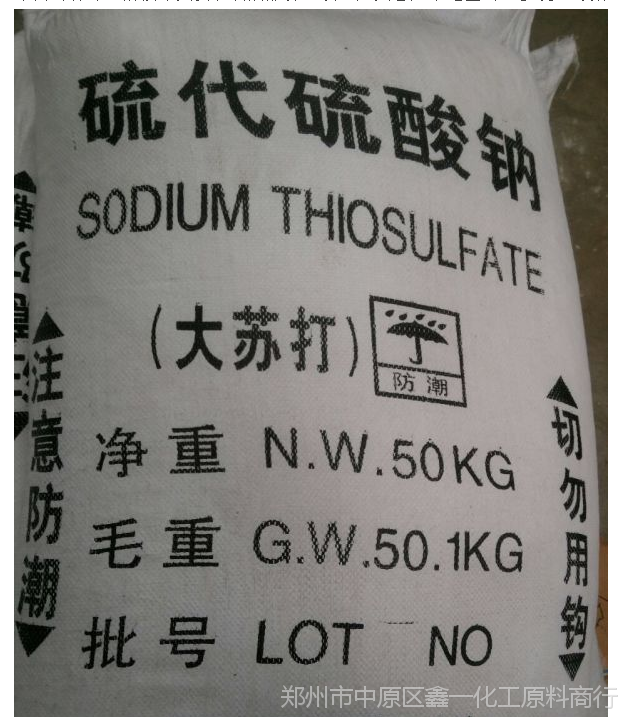 硫代硫酸钠
SODIUM THIOSULFATE
(大苏打)
防潮
净重 N.W.50KG
毛重 G.W.50.1KG
批号 LOT NO
注意防潮
切勿用钩
郑州市中原区鑫一化工原料商行